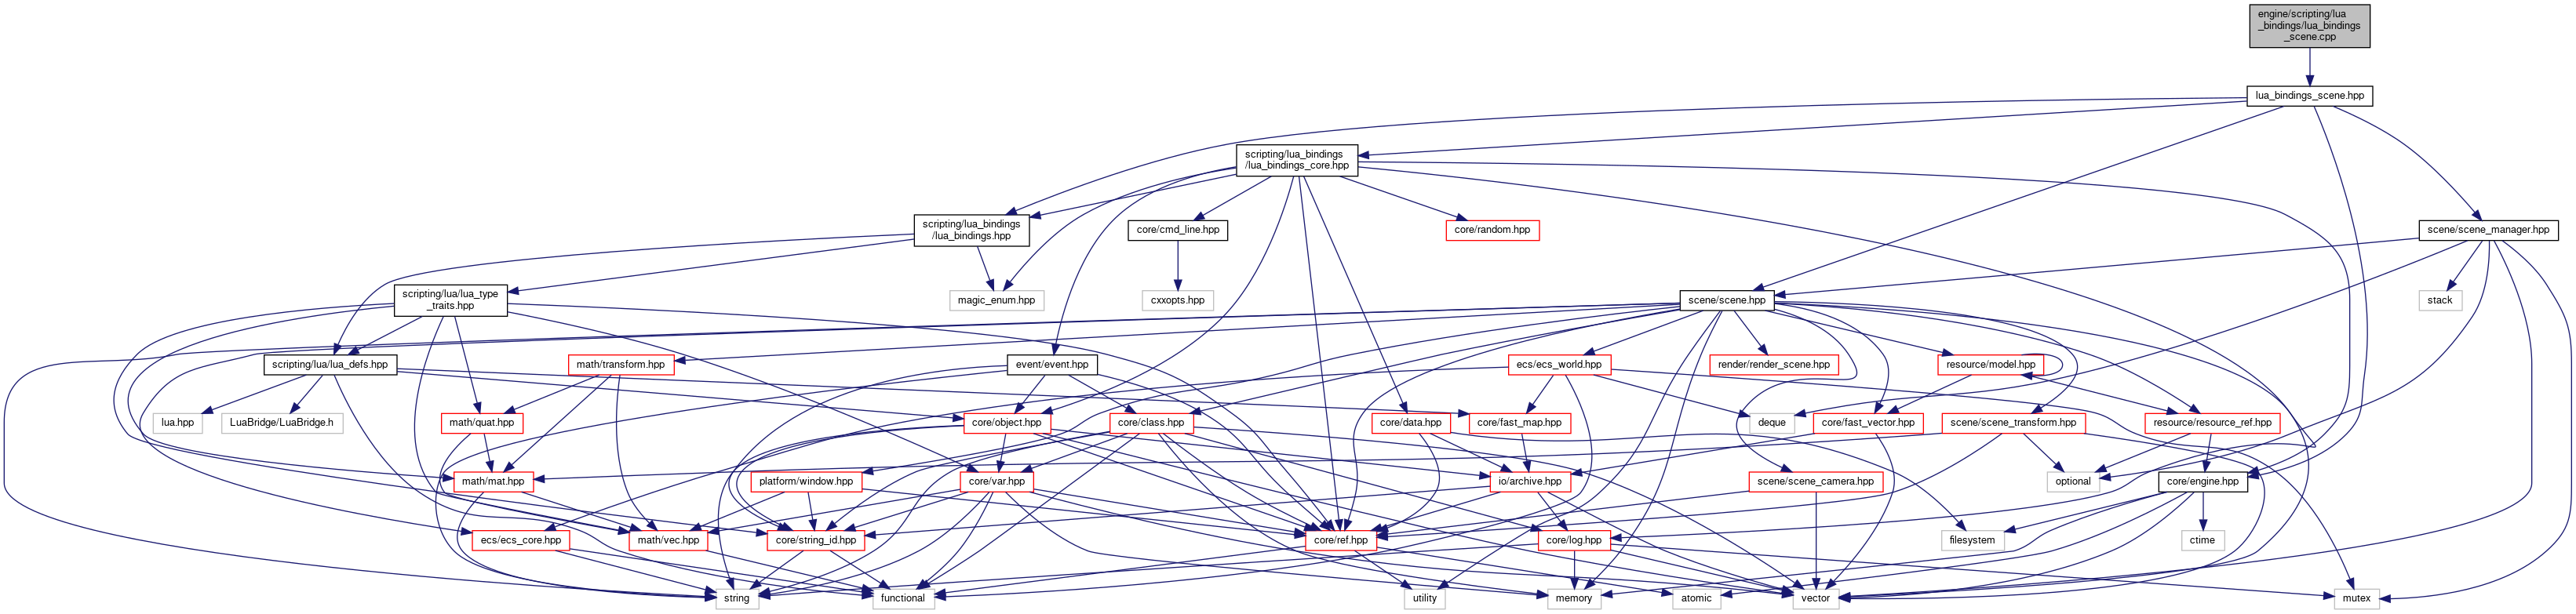 engine/scripting/lua
_bindings/lua_bindings
_scene.cpp
lua_bindings_scene.hpp
scripting/lua_bindings
/lua_bindings_core.hpp
scripting/lua_bindings
/lua_bindings.hpp
core/cmd_line.hpp
core/random.hpp
scene/scene_manager.hpp
scripting/lua/lua_type
_traits.hpp
magic_enum.hpp
cxxopts.hpp
scene/scene.hpp
stack
scripting/lua/lua_defs.hpp
math/transform.hpp
event/event.hpp
ecs/ecs_world.hpp
render/render_scene.hpp
resource/model.hpp
lua.hpp
LuaBridge/LuaBridge.h
math/quat.hpp
core/object.hpp
core/class.hpp
core/data.hpp
core/fast_map.hpp
deque
core/fast_vector.hpp
scene/scene_transform.hpp
resource/resource_ref.hpp
math/mat.hpp
platform/window.hpp
core/var.hpp
io/archive.hpp
scene/scene_camera.hpp
optional
core/engine.hpp
ecs/ecs_core.hpp
math/vec.hpp
core/string_id.hpp
core/ref.hpp
core/log.hpp
filesystem
ctime
string
functional
utility
memory
atomic
vector
mutex